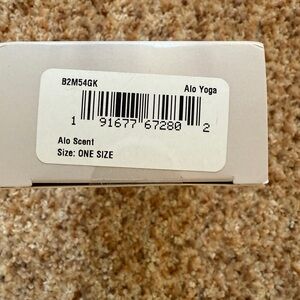 B2M54GK Alo Yoga
1 91677 67280 2
Alo Scent
Size: ONE SIZE